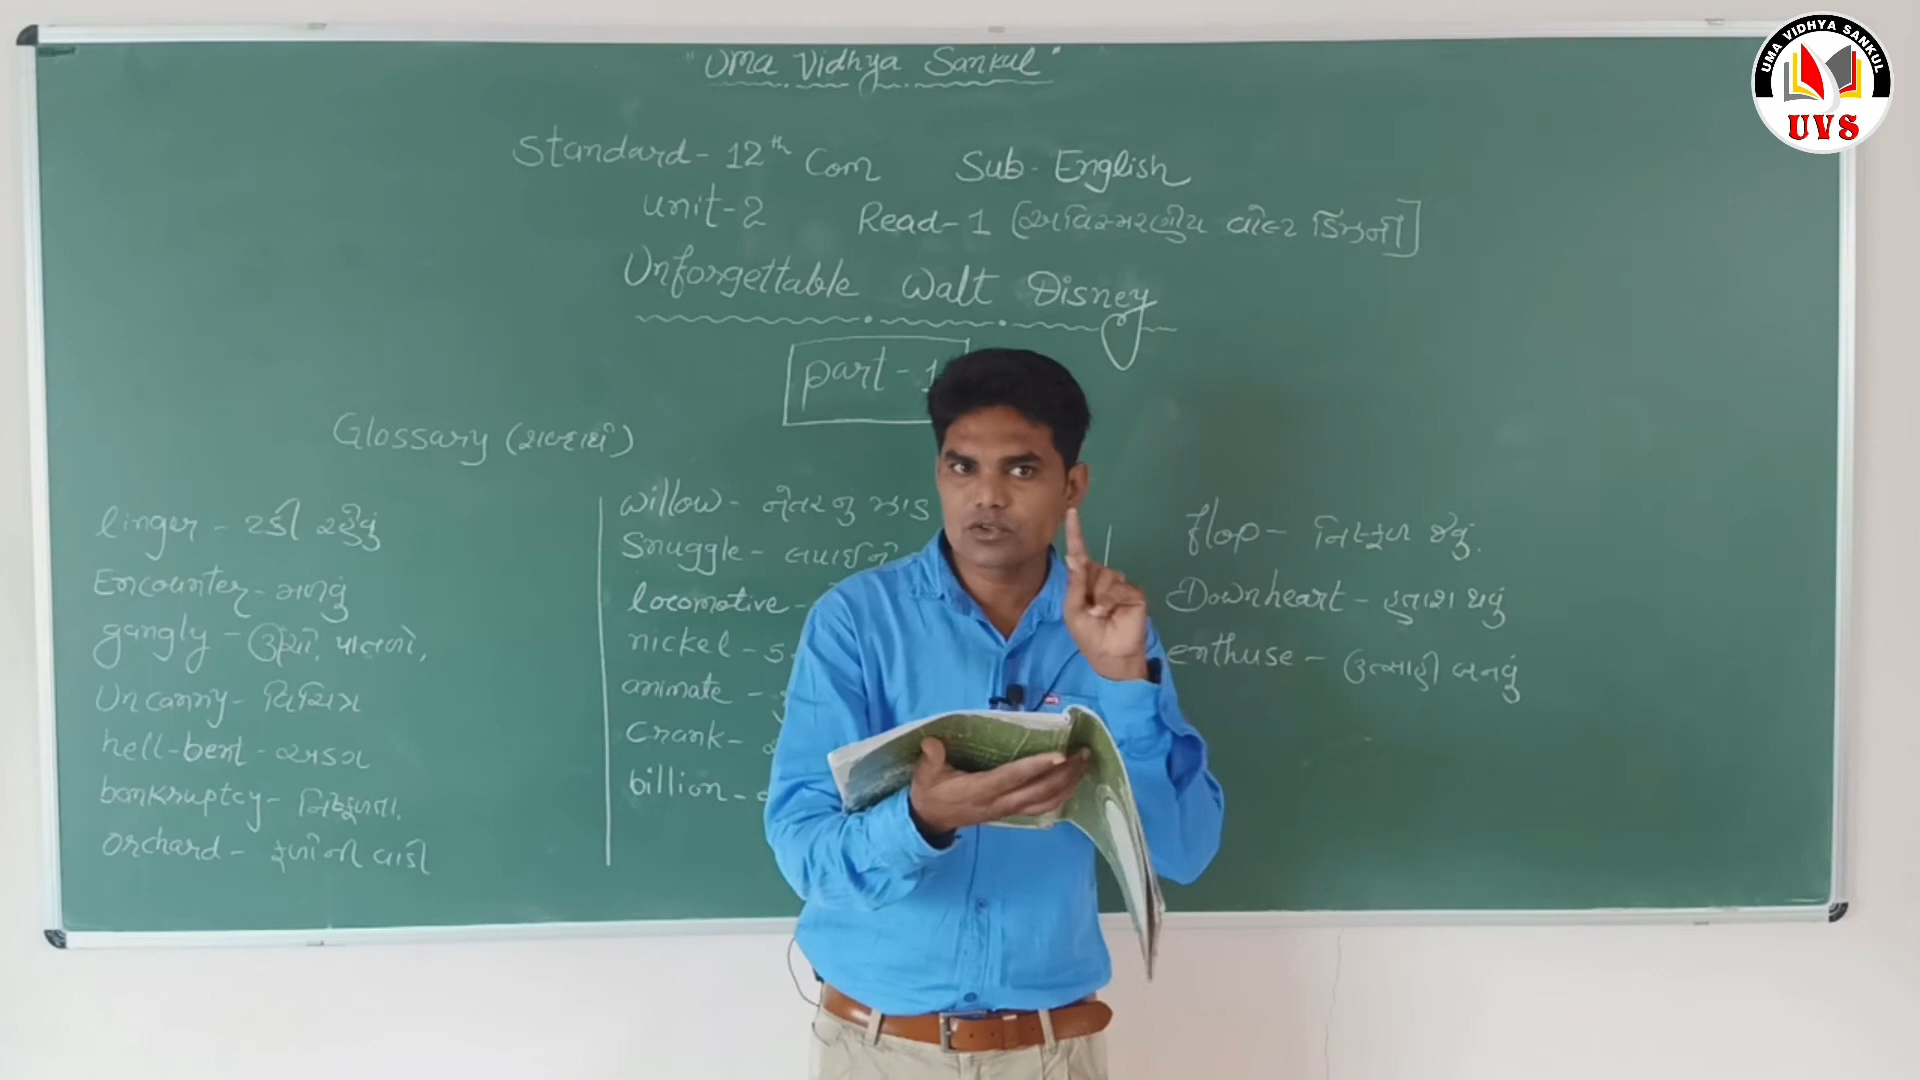 "Uma Vidhya Sankul"
Standard - 12th Com Sub - English
Unit - 2 Read - 1 [અવિસ્મરણીય વોલ્ટ ડિઝની]
Unforgettable Walt Disney
Part - 1
Glossary (શબ્દાર્થ)
linger - ટકી રહેવું
Encounter - મળવું
gangly - ઊંચો, પાતળો,
Uncanny - વિચિત્ર
hell-bent - અડગ
bankruptcy - નિષ્ફળતા.
Orchard - ફળોની વાડી
willow - નેતરનુ ઝાડ
Snuggle - લપાઈને
locomotive -
nickel -
animate -
Crank -
billion -
flop - નિષ્ફળ જવું.
Downheart - હતાશ થવું
enthuse - ઉત્સાહી બનવું
UMA VIDHYA SANKUL
UVS